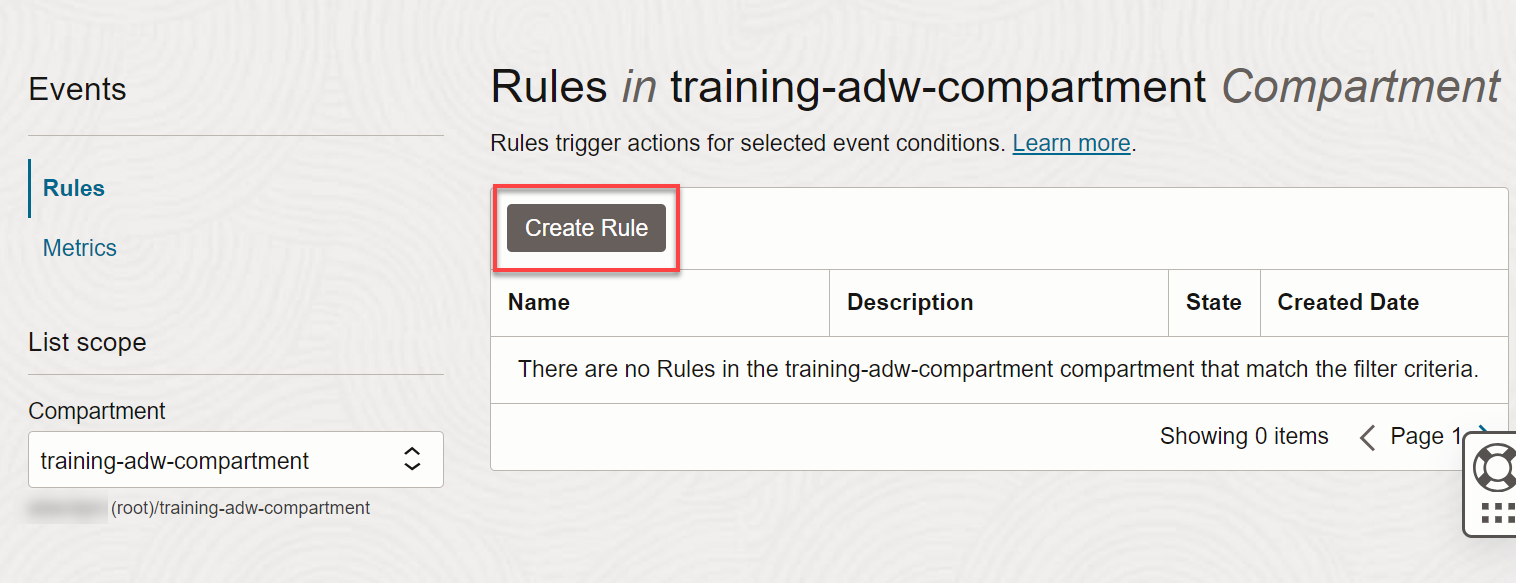 Events
Rules
Metrics
List scope
Compartment
training-adw-compartment
(root)/training-adw-compartment
Rules in training-adw-compartment Compartment
Rules trigger actions for selected event conditions. Learn more.
Create Rule
Name Description State Created Date
There are no Rules in the training-adw-compartment compartment that match the filter criteria.
Showing 0 items Page 1